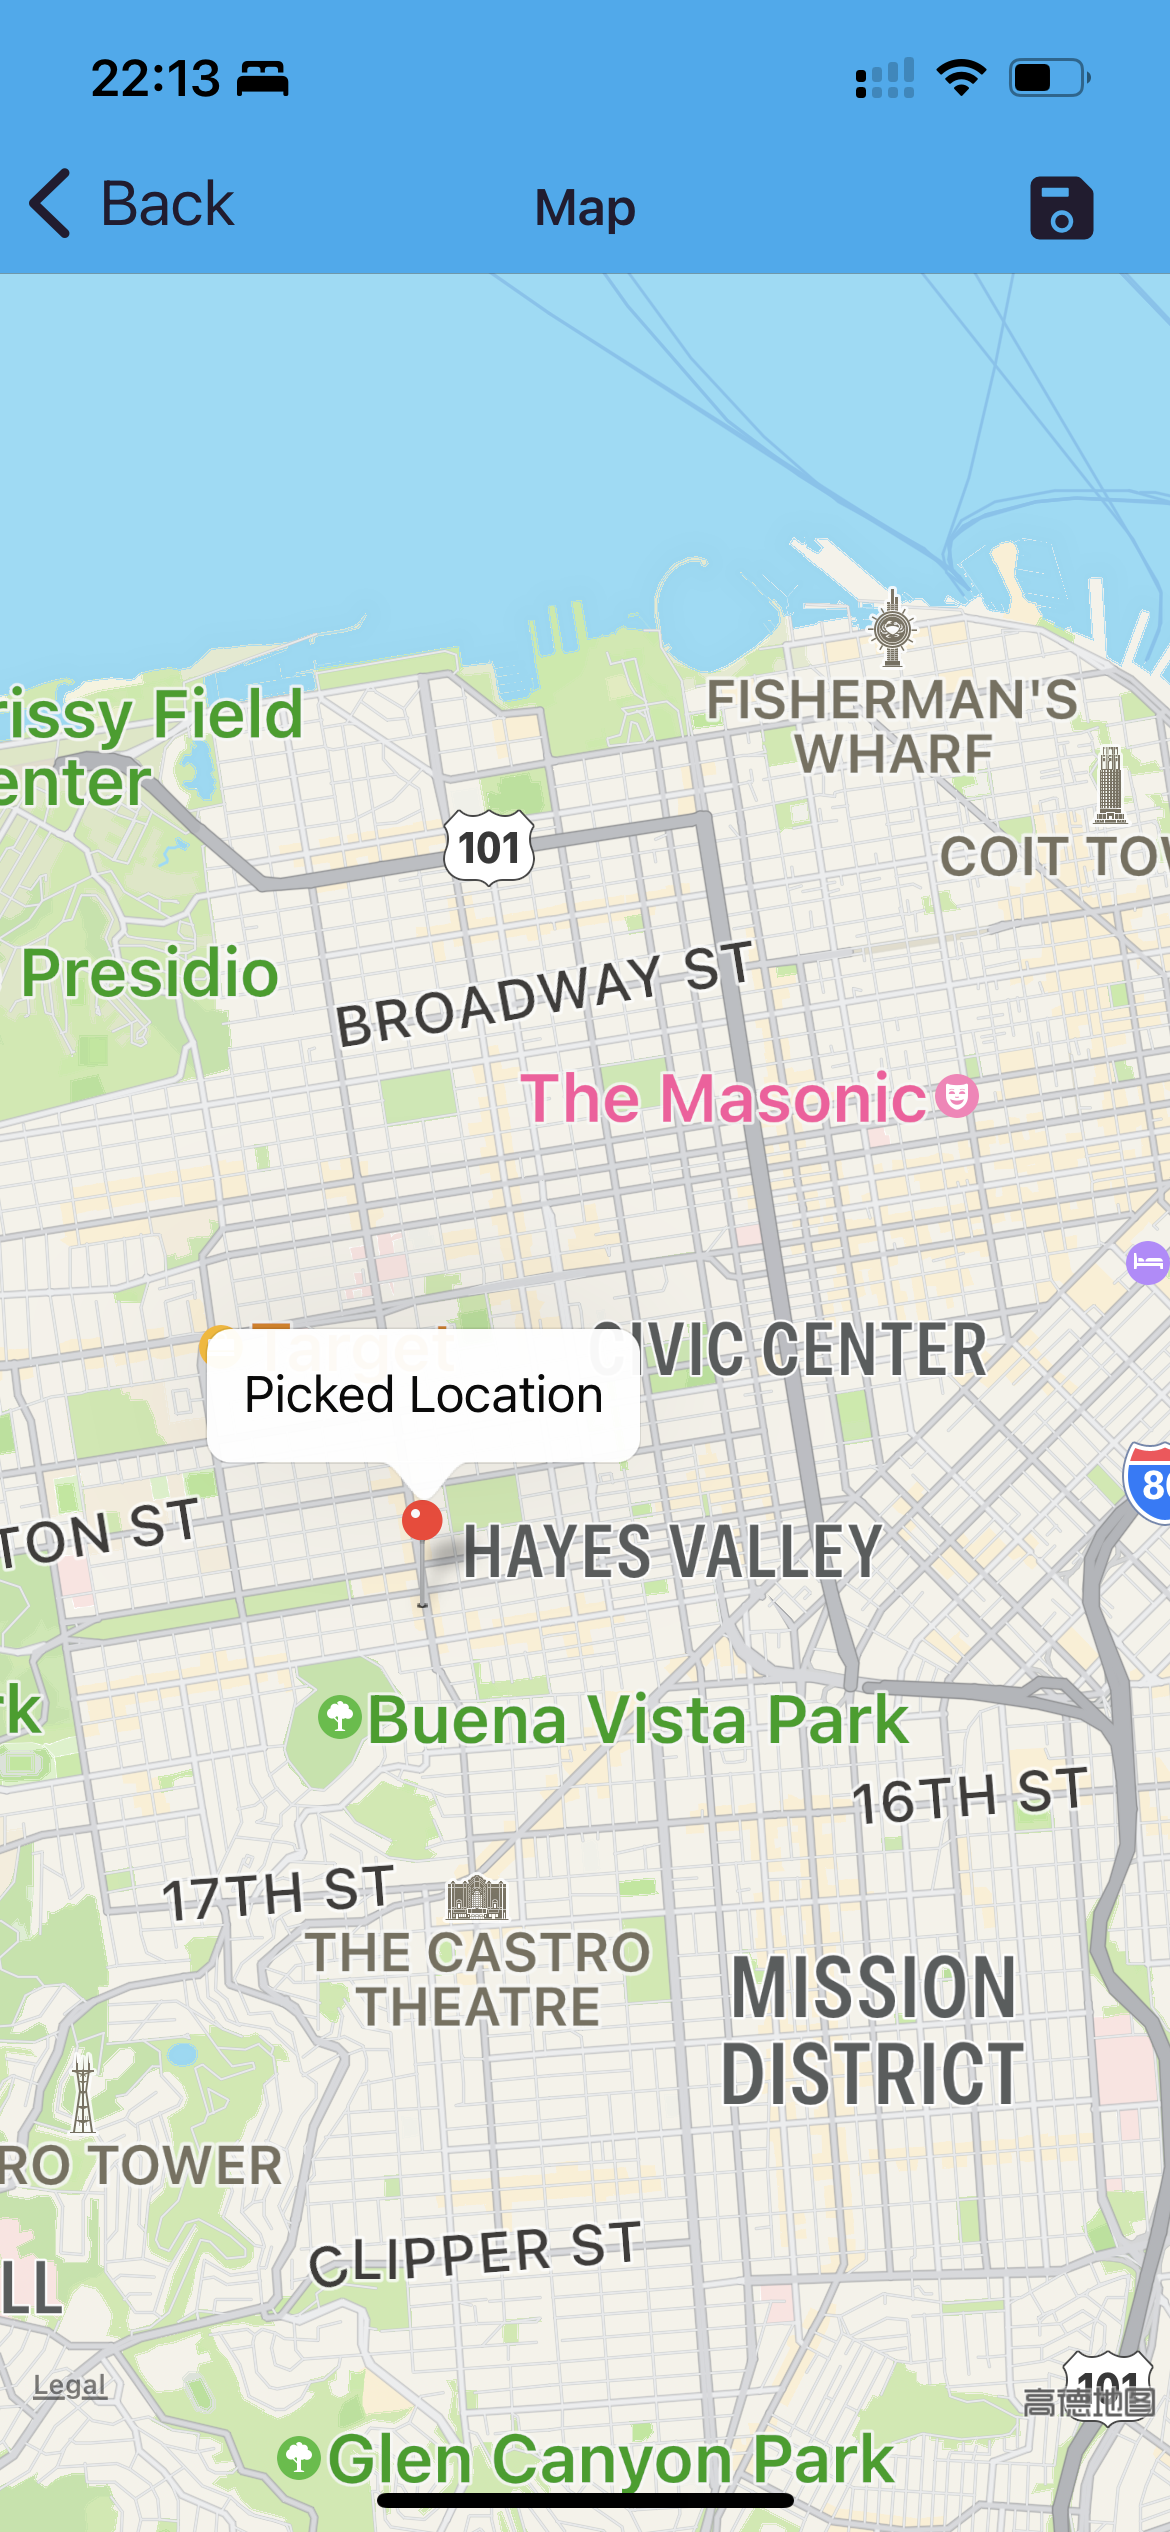 22:13
Back
Map
rissy Field
enter
FISHERMAN'S
WHARF
101
COIT TOW
Presidio
BROADWAY ST
The Masonic
Target
CIVIC CENTER
Picked Location
80
TON ST
HAYES VALLEY
rk
Buena Vista Park
16TH ST
17TH ST
THE CASTRO
THEATRE
MISSION
DISTRICT
RO TOWER
CLIPPER ST
LL
Legal
101
高德地图
Glen Canyon Park